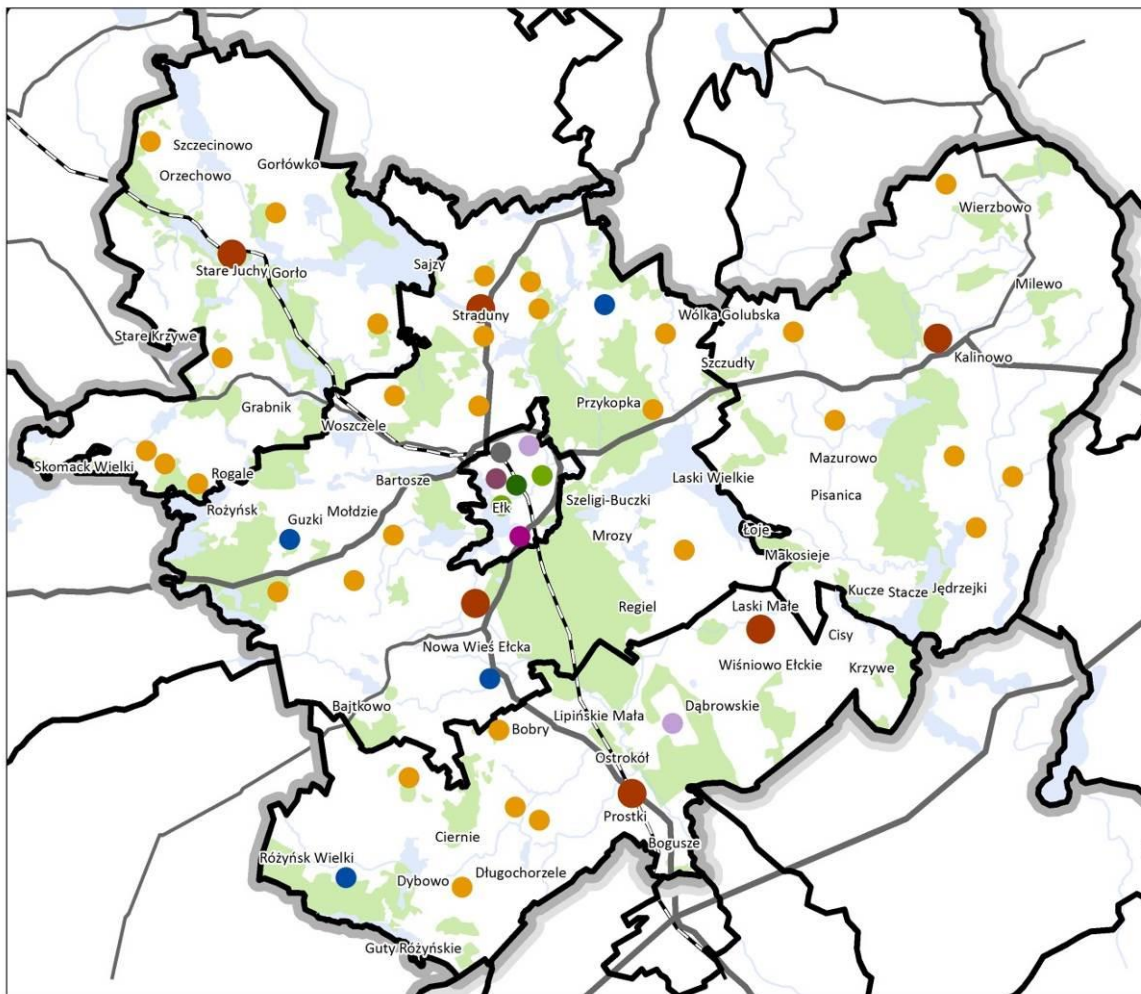 Szczecinowo
Gorłówko
Orzechowo
Wierzbowo
Stare Juchy
Gorło
Sajzy
Milewo
Straduny
Wólka Golubska
Stare Krzywe
Szczudły
Kalinowo
Grabnik
Przykopka
Woszczele
Mazurowo
Skomack Wielki
Rogale
Bartosze
Laski Wielkie
Pisanica
Rożyńsk
Guzki
Mołdzie
Ełk
Szeligi-Buczki
Mrozy
Łoje
Makosieje
Regiel
Laski Małe
Kucze
Stacze
Jędrzejki
Cisy
Nowa Wieś Ełcka
Wiśniowo Ełckie
Krzywe
Bajtkowo
Lipińskie Mała
Dąbrowskie
Bobry
Ostrokół
Prostki
Ciernie
Bogusze
Różyńsk Wielki
Dybowo
Długochorzele
Guty Różyńskie